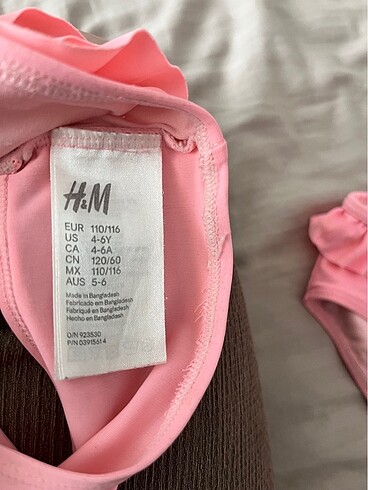 H&M
EUR 110/116
US 4-6Y
CA 4-6A
CN 120/60
MX 110/116
AUS 5-6
Made in Bangladesh
Fabricado em Bangladesh
Fabriqué en Bangladesh
Hecho en Bangladesh
O/N 923530
P/N 03915614